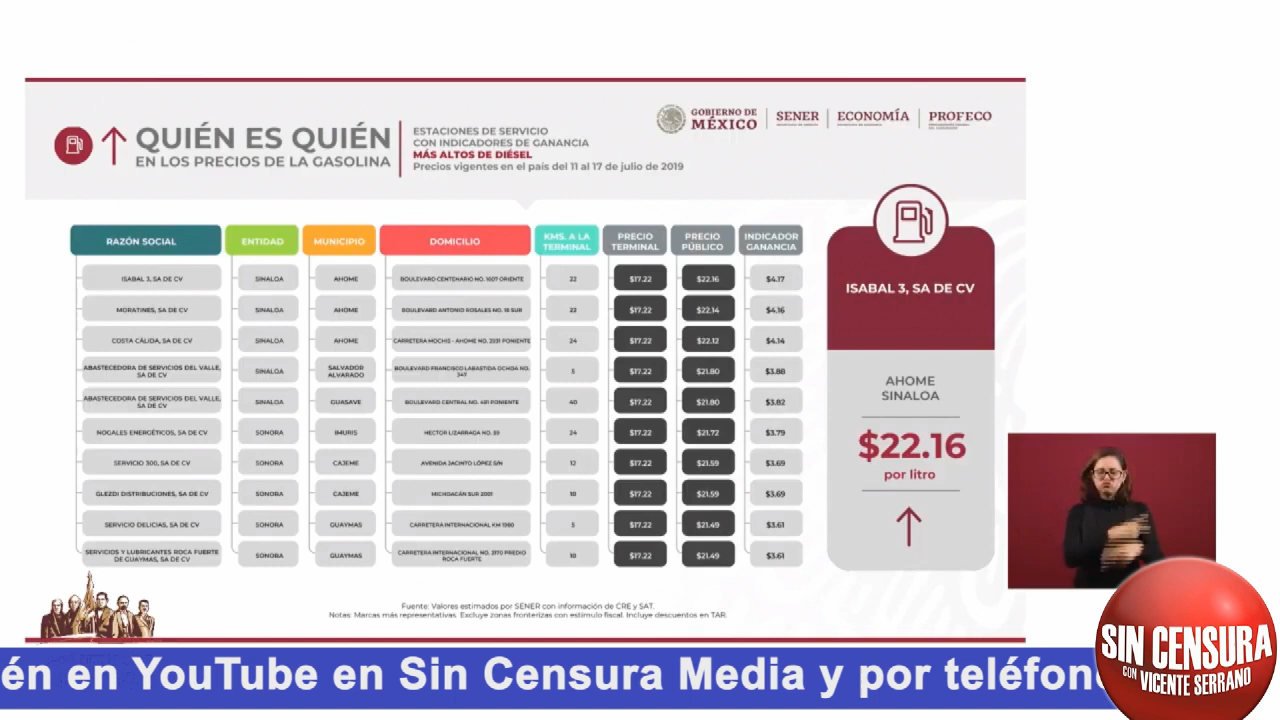 QUIÉN ES QUIÉN
EN LOS PRECIOS DE LA GASOLINA
ESTACIONES DE SERVICIO
CON INDICADORES DE GANANCIA
MÁS ALTOS DE DIÉSEL
Precios vigentes en el país del 11 al 17 de julio de 2019
GOBIERNO DE
MÉXICO
SENER
ECONOMÍA
PROFECO
RAZÓN SOCIAL ENTIDAD MUNICIPIO DOMICILIO KMS. A LA TERMINAL PRECIO TERMINAL PRECIO PÚBLICO INDICADOR GANANCIA
ISABAL 3, SA DE CV SINALOA AHOME BOULEVARD CENTENARIO NO. 1607 ORIENTE 22 $17.22 $22.16 $4.17
MORATINES, SA DE CV SINALOA AHOME BOULEVARD ANTONIO ROSALES NO. 18 SUR 22 $17.22 $22.14 $4.16
COSTA CÁLIDA, SA DE CV SINALOA AHOME CARRETERA MOCHIS - AHOME NO. 2331 PONIENTE 24 $17.22 $22.12 $4.14
ABASTECEDORA DE SERVICIOS DEL VALLE, SA DE CV SINALOA SALVADOR ALVARADO BOULEVARD FRANCISCO LABASTIDA OCHOA NO. 347 5 $17.22 $21.80 $3.88
ABASTECEDORA DE SERVICIOS DEL VALLE, SA DE CV SINALOA GUASAVE BOULEVARD CENTRAL NO. 491 PONIENTE 40 $17.22 $21.80 $3.82
NOGALES ENERGÉTICOS, SA DE CV SONORA IMURIS HECTOR LIZARRAGA NO. 59 24 $17.22 $21.72 $3.79
SERVICIO 300, SA DE CV SONORA CAJEME AVENIDA JACINTO LÓPEZ S/N 12 $17.22 $21.59 $3.69
GLEZDI DISTRIBUCIONES, SA DE CV SONORA CAJEME MICHOACÁN SUR 2001 10 $17.22 $21.59 $3.69
SERVICIO DELICIAS, SA DE CV SONORA GUAYMAS CARRETERA INTERNACIONAL KM 1980 5 $17.22 $21.49 $3.61
SERVICIOS Y LUBRICANTES ROCA FUERTE DE GUAYMAS, SA DE CV SONORA GUAYMAS CARRETERA INTERNACIONAL NO. 3170 PREDIO ROCA FUERTE 10 $17.22 $21.49 $3.61
ISABAL 3, SA DE CV
AHOME
SINALOA
$22.16
por litro
Fuente: Valores estimados por SENER con información de CRE y SAT.
Notas: Marcas más representativas. Excluye zonas fronterizas con estímulo fiscal. Incluye descuentos en TAR.
én en YouTube en Sin Censura Media y por teléfono
SIN CENSURA
CON VICENTE SERRANO